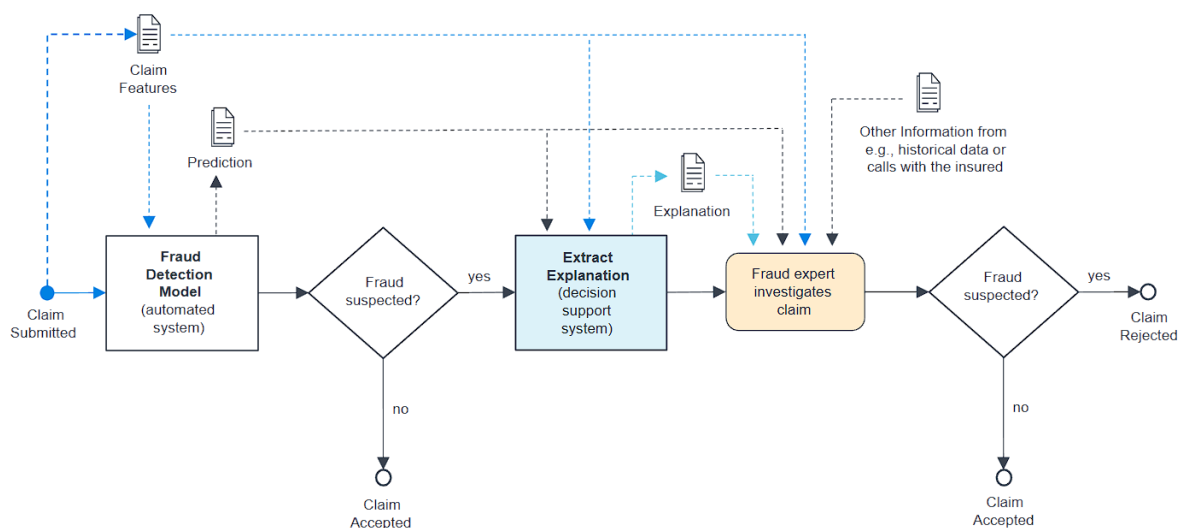 Claim
Features
Prediction
Other Information from
e.g., historical data or
calls with the insured
Explanation
Claim
Submitted
Fraud
Detection
Model
(automated
system)
Fraud
suspected?
yes
no
Claim
Accepted
Extract
Explanation
(decision
support
system)
Fraud expert
investigates
claim
Fraud
suspected?
yes
Claim
Rejected
no
Claim
Accepted